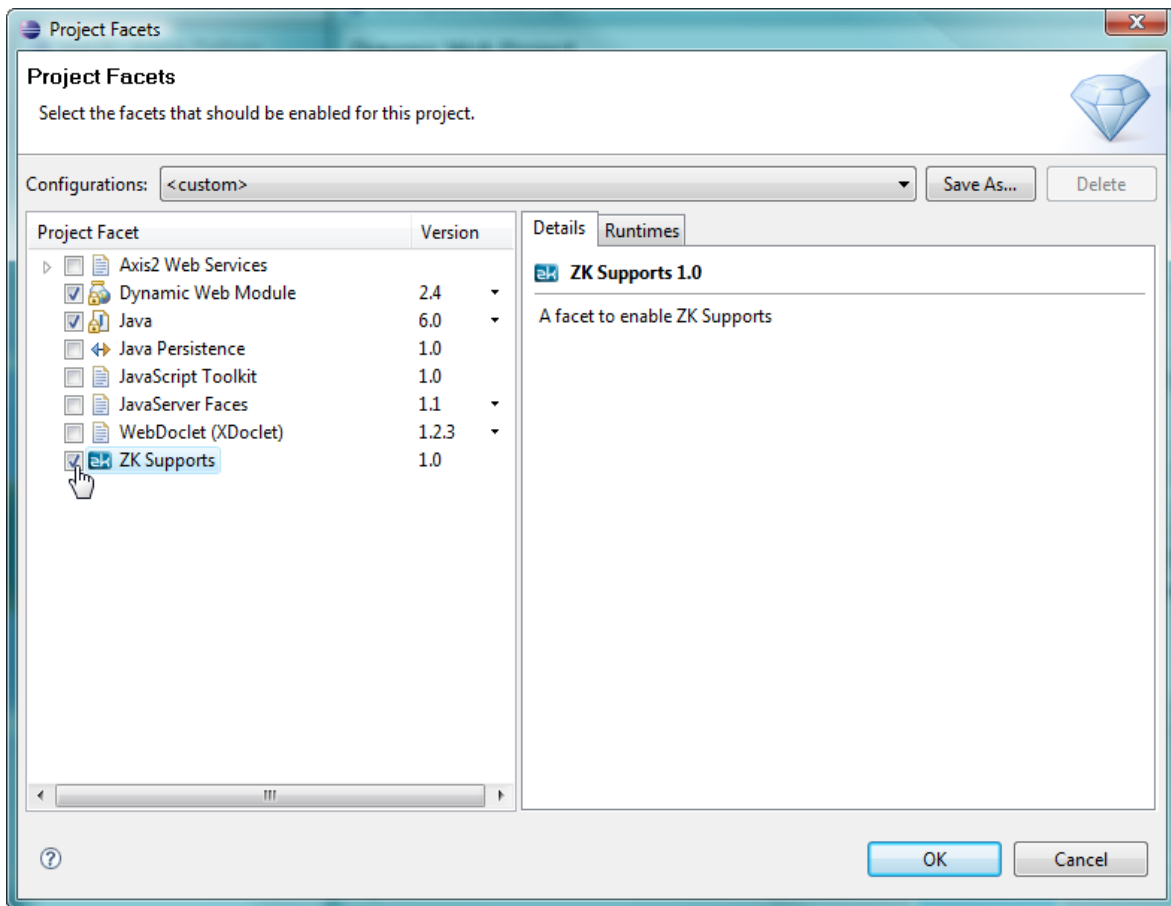 Project Facets
Project Facets
Select the facets that should be enabled for this project.
Configurations: <custom> Save As... Delete
Project Facet Version
Axis2 Web Services
Dynamic Web Module 2.4
Java 6.0
Java Persistence 1.0
JavaScript Toolkit 1.0
JavaServer Faces 1.1
WebDoclet (XDoclet) 1.2.3
ZK Supports 1.0
Details Runtimes
ZK Supports 1.0
A facet to enable ZK Supports
OK Cancel